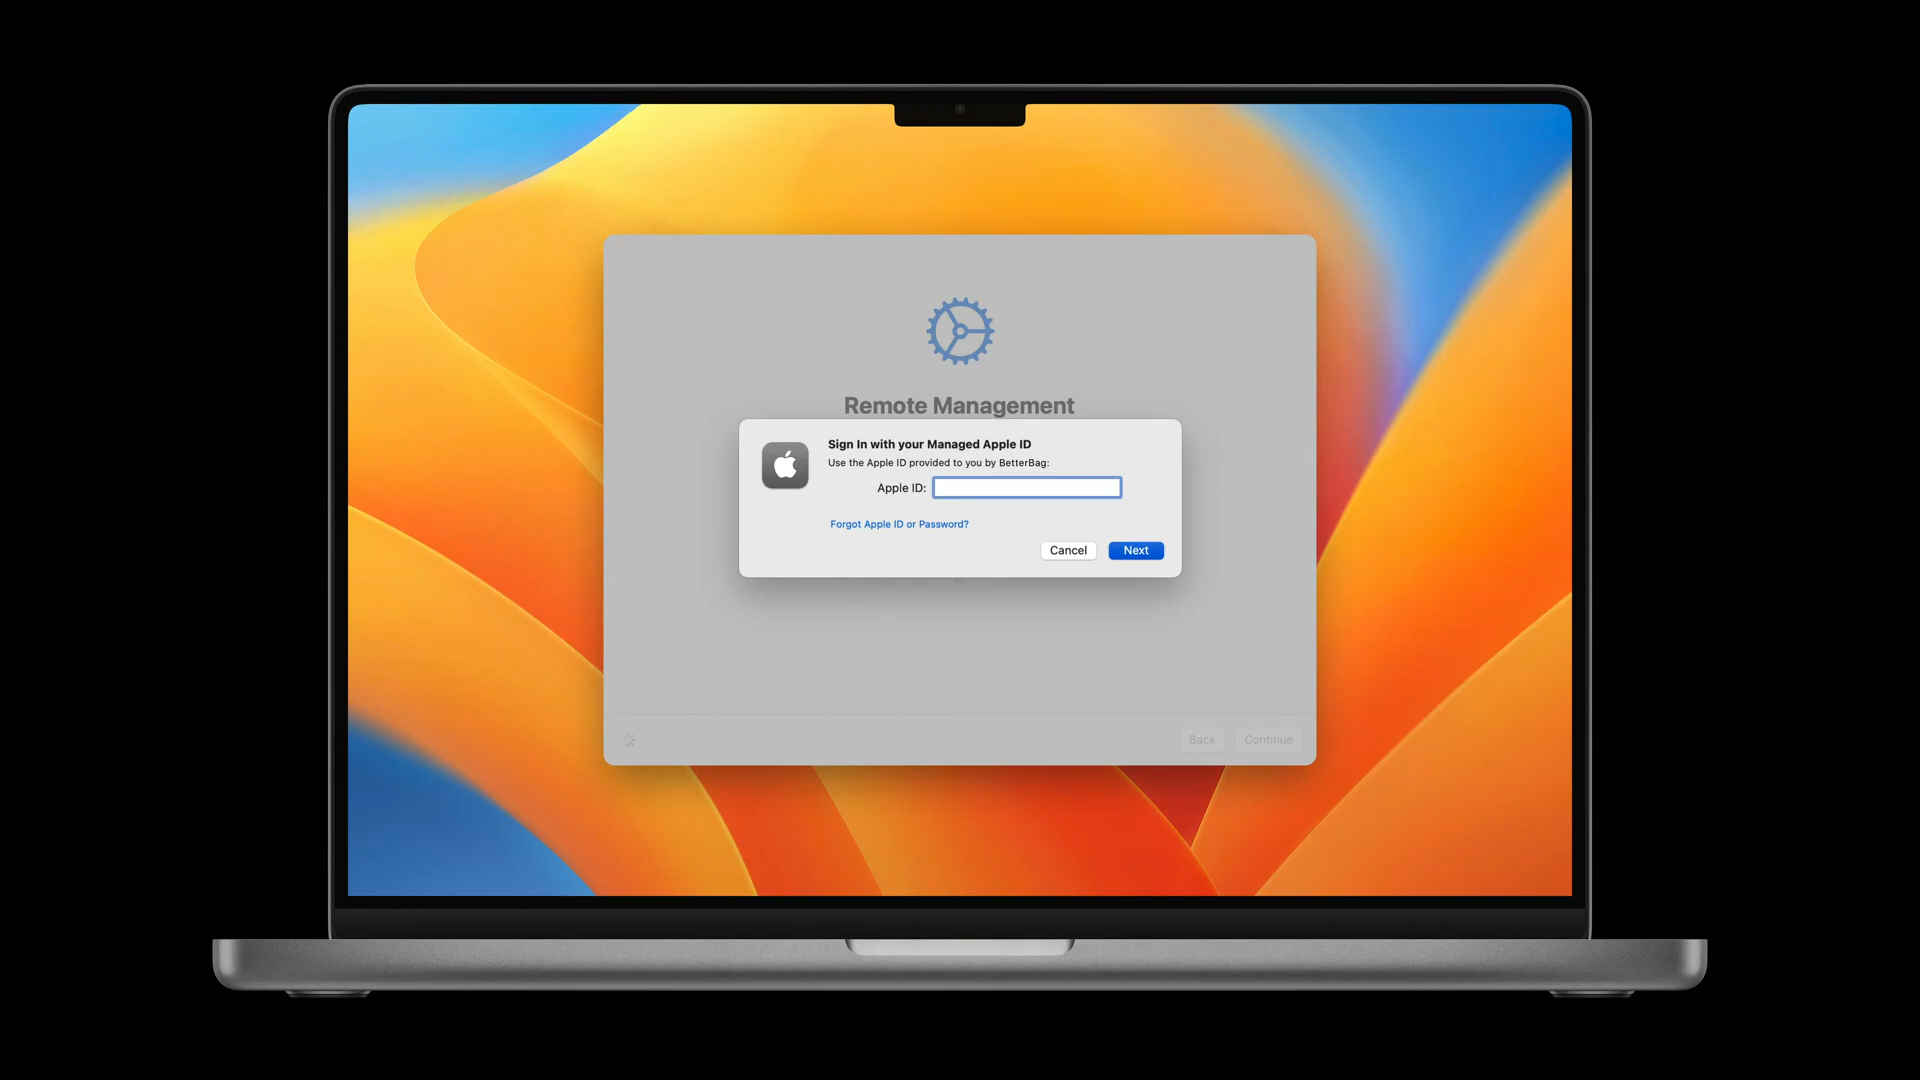 Remote Management
Sign In with your Managed Apple ID
Use the Apple ID provided to you by BetterBag:
Apple ID:
Forgot Apple ID or Password?
Cancel
Next
Back
Continue